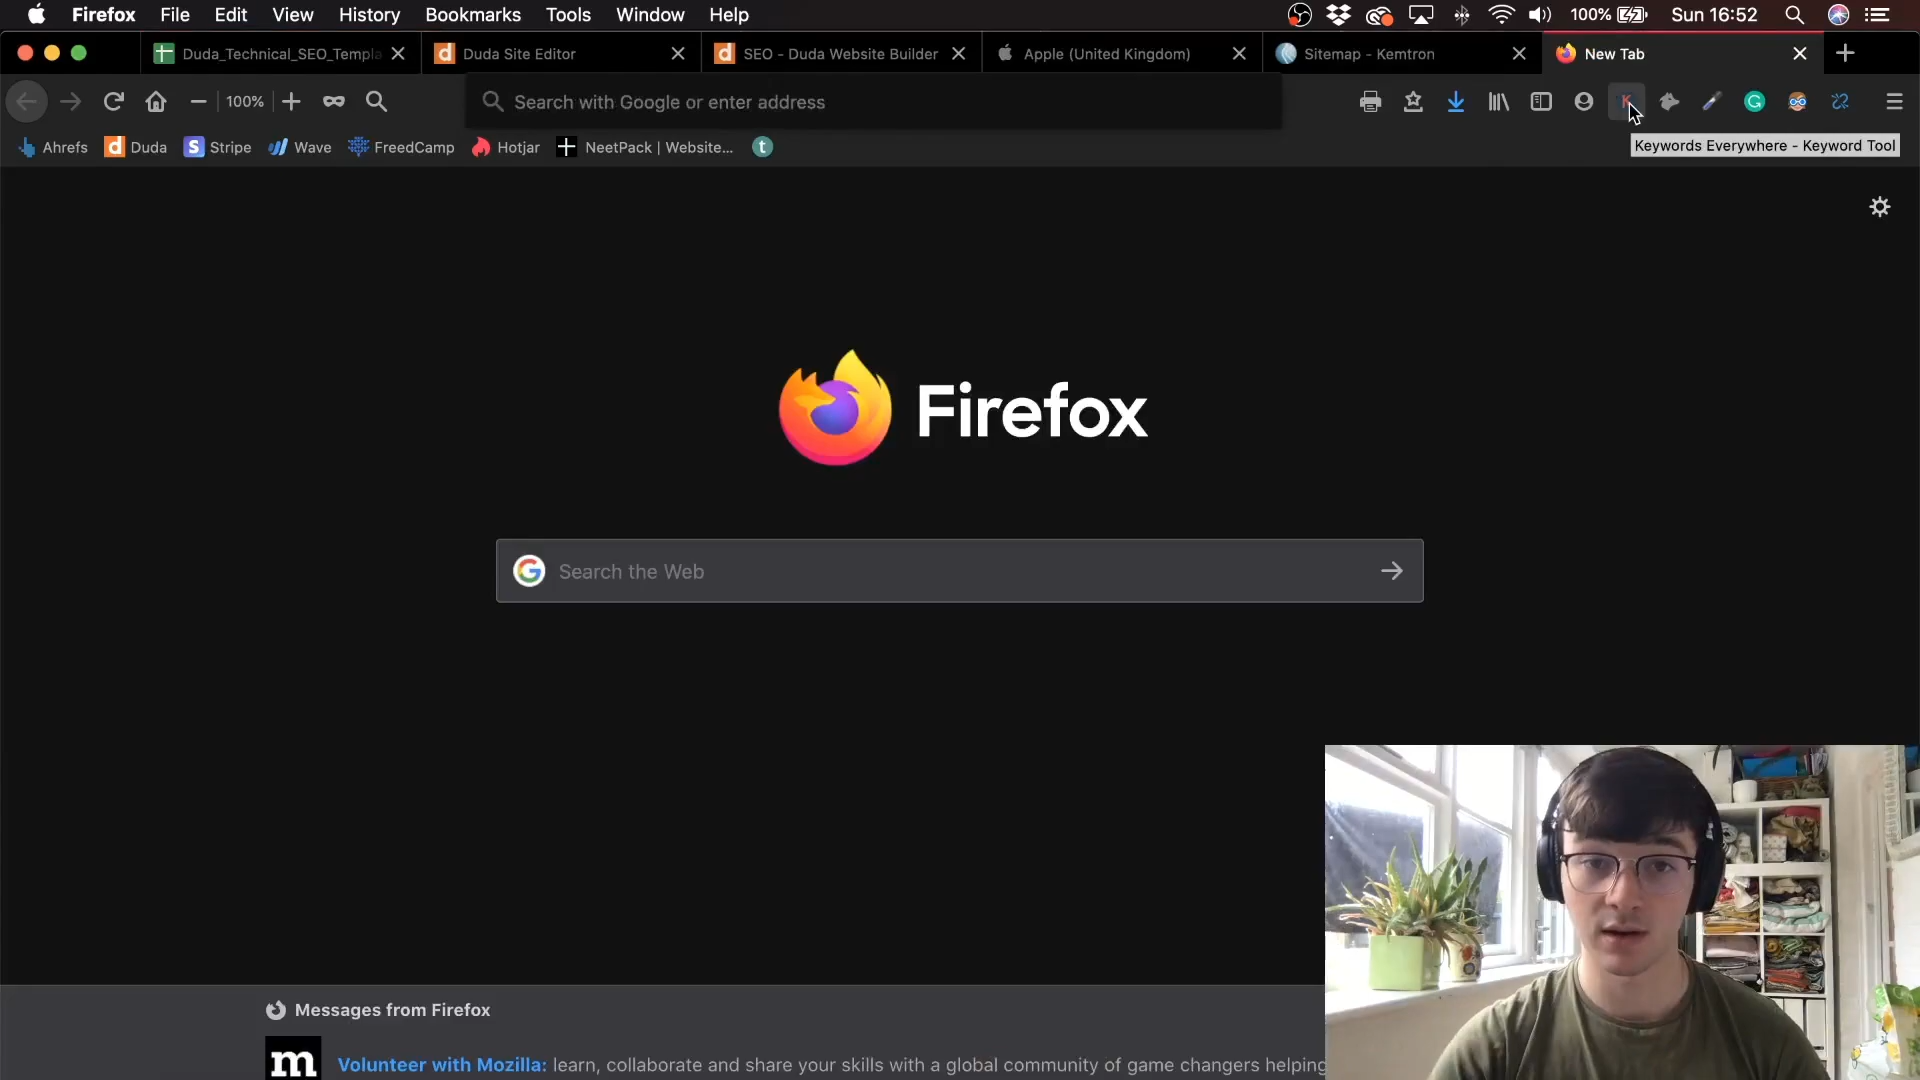 Firefox File Edit View History Bookmarks Tools Window Help 100% Sun 16:52
Duda_Technical_SEO_Templa Duda Site Editor SEO - Duda Website Builder Apple (United Kingdom) Sitemap - Kemtron New Tab
100% Search with Google or enter address
Ahrefs Duda Stripe Wave FreedCamp Hotjar NeetPack | Website... t
Keywords Everywhere - Keyword Tool
Firefox
Search the Web
Messages from Firefox
m Volunteer with Mozilla: learn, collaborate and share your skills with a global community of game changers helping